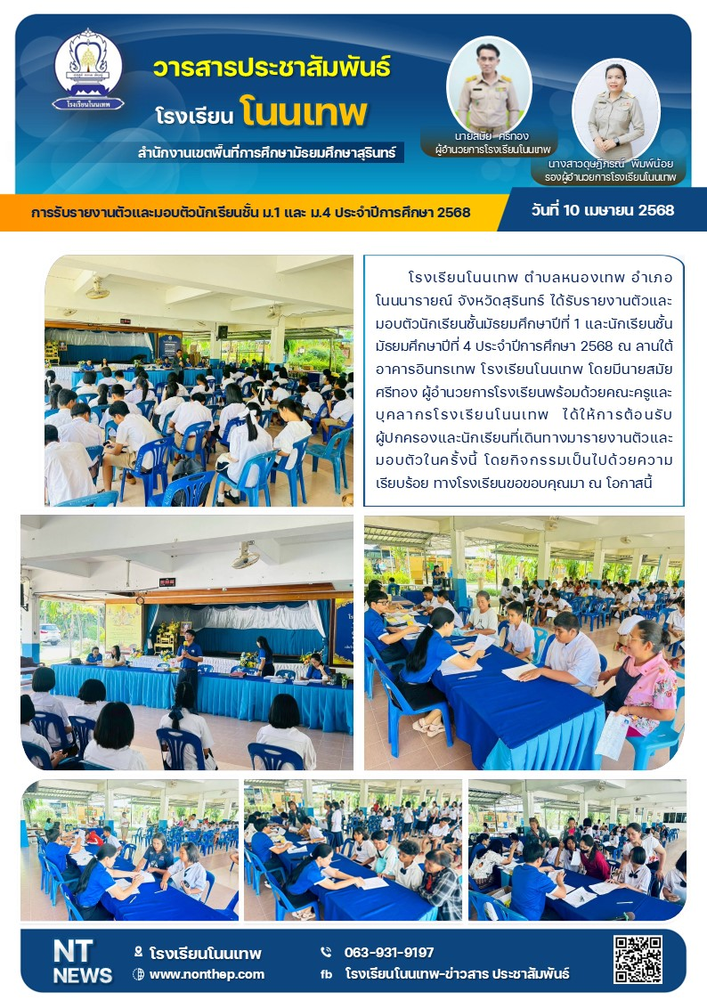 โรงเรียนโนนเทพ
วารสารประชาสัมพันธ์
โรงเรียน โนนเทพ
สำนักงานเขตพื้นที่การศึกษามัธยมศึกษาสุรินทร์
นายสมัย ศรีทอง
ผู้อำนวยการโรงเรียนโนนเทพ
นางสาวดุษฎีภรณ์ พิมพ์น้อย
รองผู้อำนวยการโรงเรียนโนนเทพ
การรับรายงานตัวและมอบตัวนักเรียนชั้น ม.1 และ ม.4 ประจำปีการศึกษา 2568
วันที่ 10 เมษายน 2568
โรงเรียนโนนเทพ ตำบลหนองเทพ อำเภอ
โนนนารายณ์ จังหวัดสุรินทร์ ได้รับรายงานตัวและ
มอบตัวนักเรียนชั้นมัธยมศึกษาปีที่ 1 และนักเรียนชั้น
มัธยมศึกษาปีที่ 4 ประจำปีการศึกษา 2568 ณ ลานใต้
อาคารอินทรเทพ โรงเรียนโนนเทพ โดยมีนายสมัย
ศรีทอง ผู้อำนวยการโรงเรียนพร้อมด้วยคณะครูและ
บุคลากรโรงเรียนโนนเทพ ได้ให้การต้อนรับ
ผู้ปกครองและนักเรียนที่เดินทางมารายงานตัวและ
มอบตัวในครั้งนี้ โดยกิจกรรมเป็นไปด้วยความ
เรียบร้อย ทางโรงเรียนขอขอบคุณมา ณ โอกาสนี้
NT
NEWS
โรงเรียนโนนเทพ
www.nonthep.com
063-931-9197
fb โรงเรียนโนนเทพ-ข่าวสาร ประชาสัมพันธ์